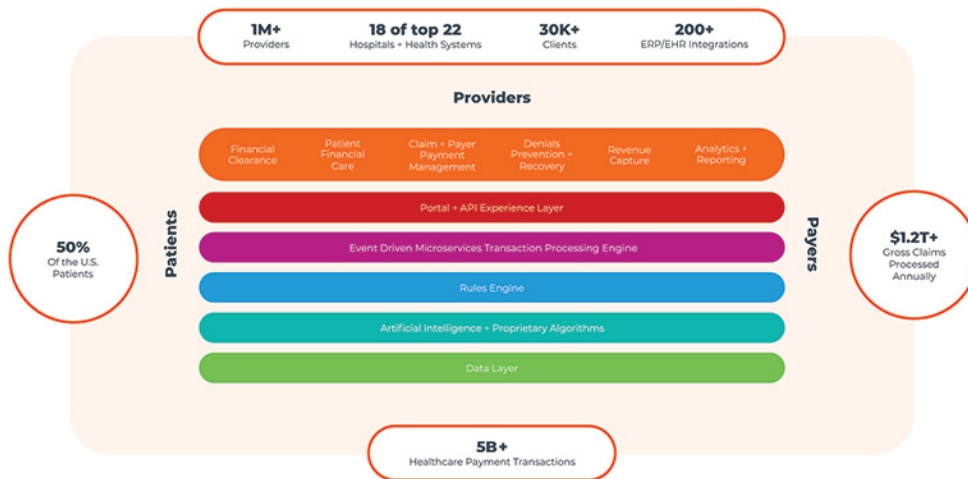 1M+
Providers
18 of top 22
Hospitals + Health Systems
30K+
Clients
200+
ERP/EHR Integrations
Providers
Financial
Clearance
Patient
Financial
Care
Claim + Payer
Payment
Management
Denials
Prevention +
Recovery
Revenue
Capture
Analytics +
Reporting
Portal + API Experience Layer
Event Driven Microservices Transaction Processing Engine
Rules Engine
Artificial Intelligence + Proprietary Algorithms
Data Layer
Patients
Payers
50%
Of the U.S.
Patients
$1.2T+
Gross Claims
Processed
Annually
5B+
Healthcare Payment Transactions